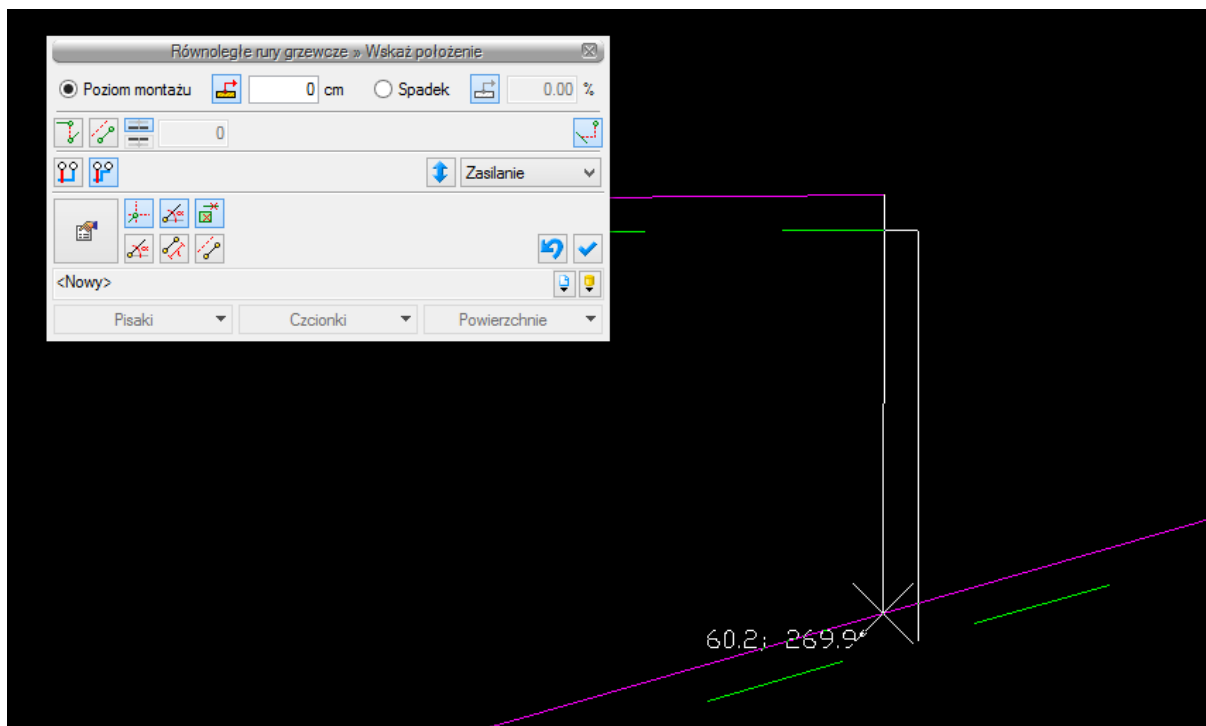 Równoległe rury grzewcze » Wskaż położenie
Poziom montażu 0 cm Spadek 0.00 %
0
Zasilanie
<Nowy>
Pisaki Czcionki Powierzchnie
60.2; 269.9°